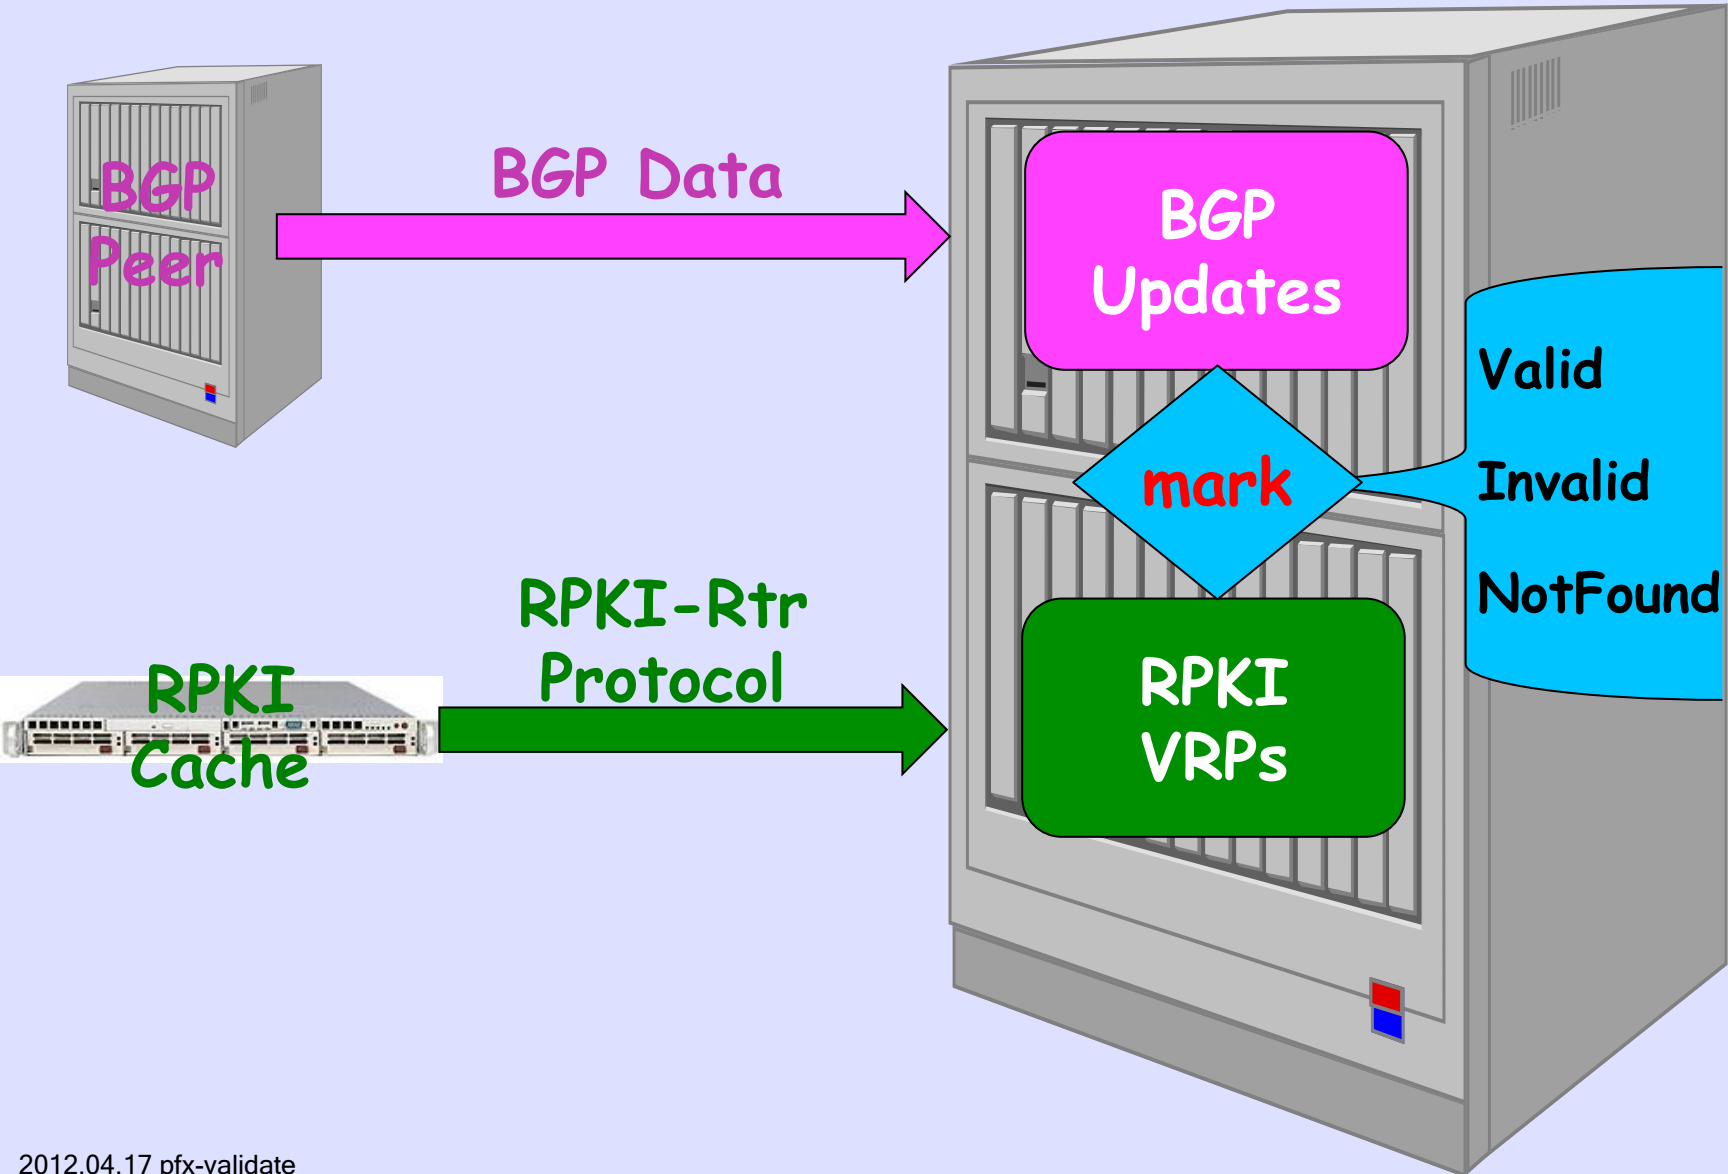 BGP
Peer
BGP Data
BGP
Updates
mark
Valid
Invalid
NotFound
RPKI
Cache
RPKI-Rtr
Protocol
RPKI
VRPs
2012.04.17 pfx-validate